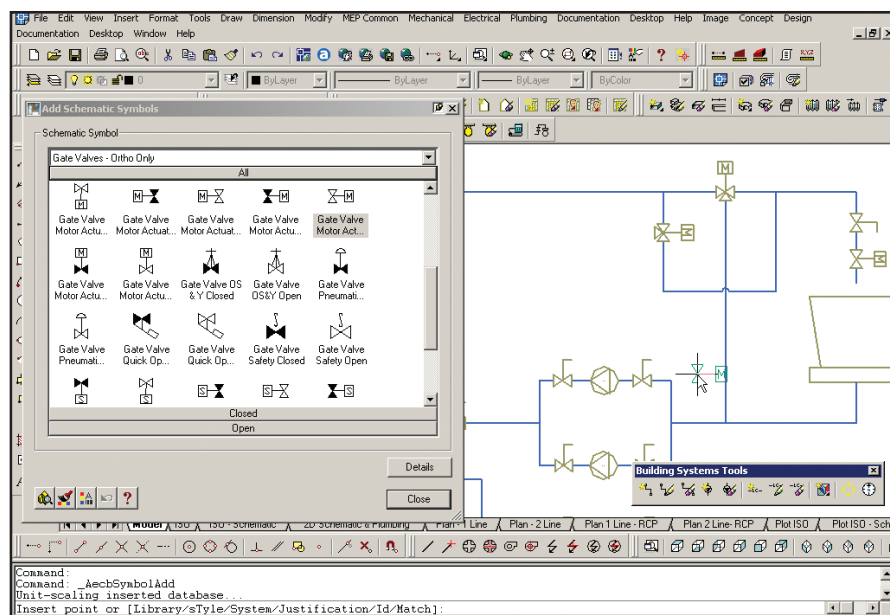 File Edit View Insert Format Tools Draw Dimension Modify MEP Common Mechanical Electrical Plumbing Documentation Desktop Help Image Concept Design
Documentation Desktop Window Help
0 ByLayer ByLayer ByLayer ByColor
Add Schematic Symbols
Schematic Symbol
Gate Valves - Ortho Only
All
M M M M M
Gate Valve Gate Valve Gate Valve Gate Valve Gate Valve
Motor Actu... Motor Actuat... Motor Actuat... Motor Actu... Motor Act...
M M
Gate Valve Gate Valve Gate Valve OS Gate Valve Gate Valve
Motor Actu... Motor Actu... & Y Closed OS&Y Open Pneumati...
Gate Valve Gate Valve Gate Valve Gate Valve Gate Valve
Pneumati... Quick Op... Quick Op... Safety Closed Safety Open
S S S S S
Closed
Open
Details
Close
M
M
M
M
Building Systems Tools
Model ISO ISO - Schematic 2D Schematic & Plumbing Plan - 1 Line Plan - 2 Line Plan 1 Line - RCP Plan 2 Line- RCP Plot ISO Plot ISO - Sch
Command:
Command: _AecbSymbolAdd
Unit-scaling inserted database...
Insert point or [Library/sTyle/System/Justification/Id/Match]: